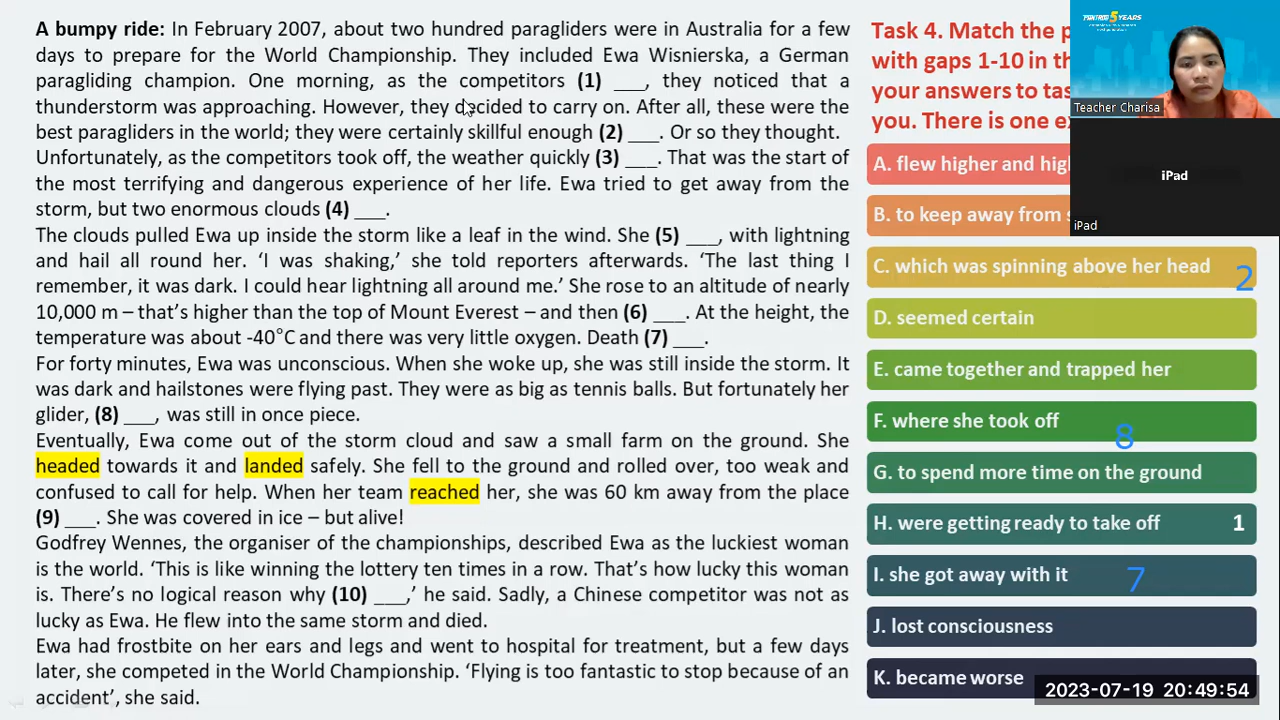 A bumpy ride: In February 2007, about two hundred paragliders were in Australia for a few
days to prepare for the World Championship. They included Ewa Wisnierska, a German
paragliding champion. One morning, as the competitors (1) ___, they noticed that a
thunderstorm was approaching. However, they decided to carry on. After all, these were the
best paragliders in the world; they were certainly skillful enough (2) ___. Or so they thought.
Unfortunately, as the competitors took off, the weather quickly (3) ___. That was the start of
the most terrifying and dangerous experience of her life. Ewa tried to get away from the
storm, but two enormous clouds (4) ___.
The clouds pulled Ewa up inside the storm like a leaf in the wind. She (5) ___, with lightning
and hail all round her. ‘I was shaking,’ she told reporters afterwards. ‘The last thing I
remember, it was dark. I could hear lightning all around me.’ She rose to an altitude of nearly
10,000 m – that’s higher than the top of Mount Everest – and then (6) ___. At the height, the
temperature was about -40°C and there was very little oxygen. Death (7) ___.
For forty minutes, Ewa was unconscious. When she woke up, she was still inside the storm. It
was dark and hailstones were flying past. They were as big as tennis balls. But fortunately her
glider, (8) ___, was still in once piece.
Eventually, Ewa come out of the storm cloud and saw a small farm on the ground. She
headed towards it and landed safely. She fell to the ground and rolled over, too weak and
confused to call for help. When her team reached her, she was 60 km away from the place
(9) ___. She was covered in ice – but alive!
Godfrey Wennes, the organiser of the championships, described Ewa as the luckiest woman
is the world. ‘This is like winning the lottery ten times in a row. That’s how lucky this woman
is. There’s no logical reason why (10) ___,’ he said. Sadly, a Chinese competitor was not as
lucky as Ewa. He flew into the same storm and died.
Ewa had frostbite on her ears and legs and went to hospital for treatment, but a few days
later, she competed in the World Championship. ‘Flying is too fantastic to stop because of an
accident’, she said.
Task 4. Match the
with gaps 1-10 in
your answers to
you. There is one
A. flew higher and
B. to keep away from
C. which was spinning above her head 2
D. seemed certain
E. came together and trapped her
F. where she took off
8
G. to spend more time on the ground
H. were getting ready to take off 1
I. she got away with it 7
J. lost consciousness
K. became worse
5 YEARS
Teacher Charisa
iPad
iPad
2023-07-19 20:49:54